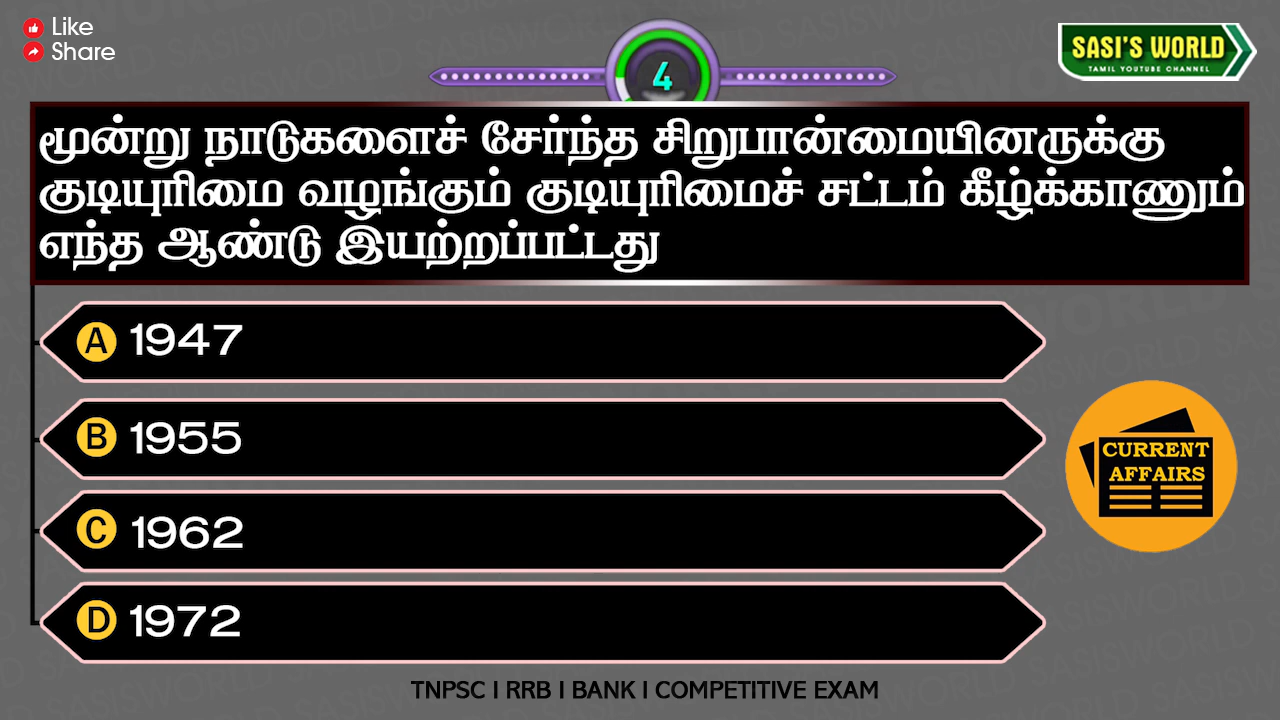 Like
Share
4
SASI'S WORLD
TAMIL YOUTUBE CHANNEL
மூன்று நாடுகளைச் சேர்ந்த சிறுபான்மையினருக்கு
குடியுரிமை வழங்கும் குடியுரிமைச் சட்டம் கீழ்க்காணும்
எந்த ஆண்டு இயற்றப்பட்டது
A 1947
B 1955
C 1962
D 1972
CURRENT
AFFAIRS
TNPSC I RRB I BANK I COMPETITIVE EXAM